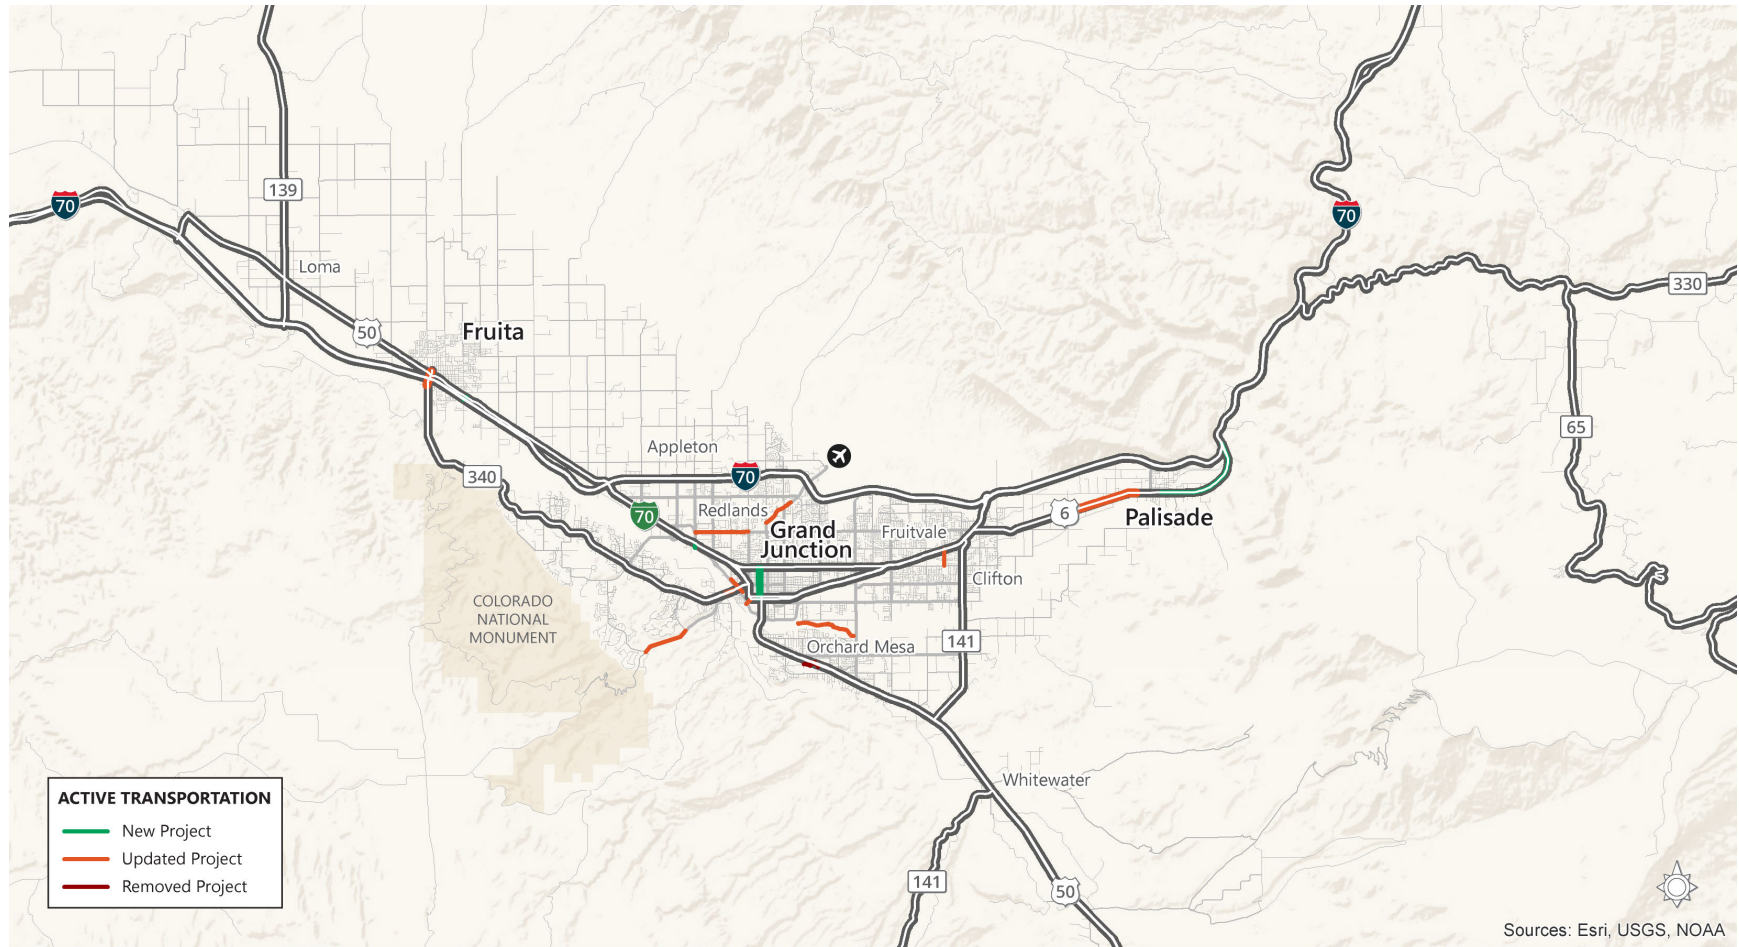 139
70
70
Loma
330
50
Fruita
65
Appleton
70
340
70
Redlands
6
Palisade
Grand
Junction
Fruitvale
Clifton
COLORADO
NATIONAL
MONUMENT
141
Orchard Mesa
Whitewater
ACTIVE TRANSPORTATION
New Project
Updated Project
Removed Project
141
50
Sources: Esri, USGS, NOAA